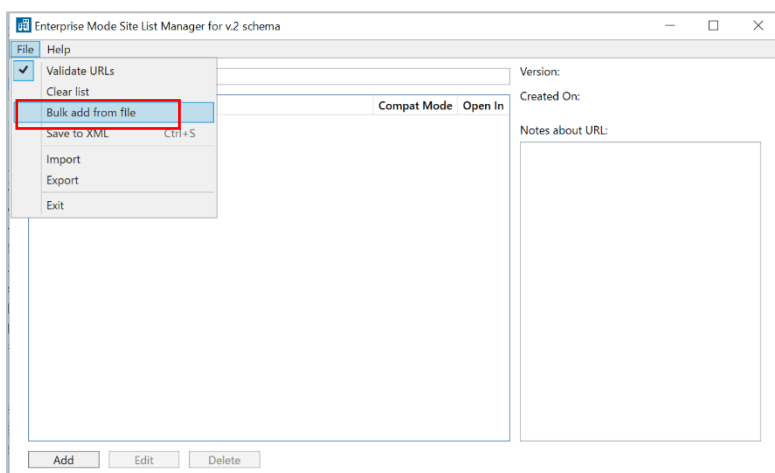 Enterprise Mode Site List Manager for v.2 schema
File Help
Validate URLs
Clear list
Bulk add from file
Save to XML Ctrl+S
Import
Export
Exit
Compat Mode Open In
Version:
Created On:
Notes about URL:
Add Edit Delete